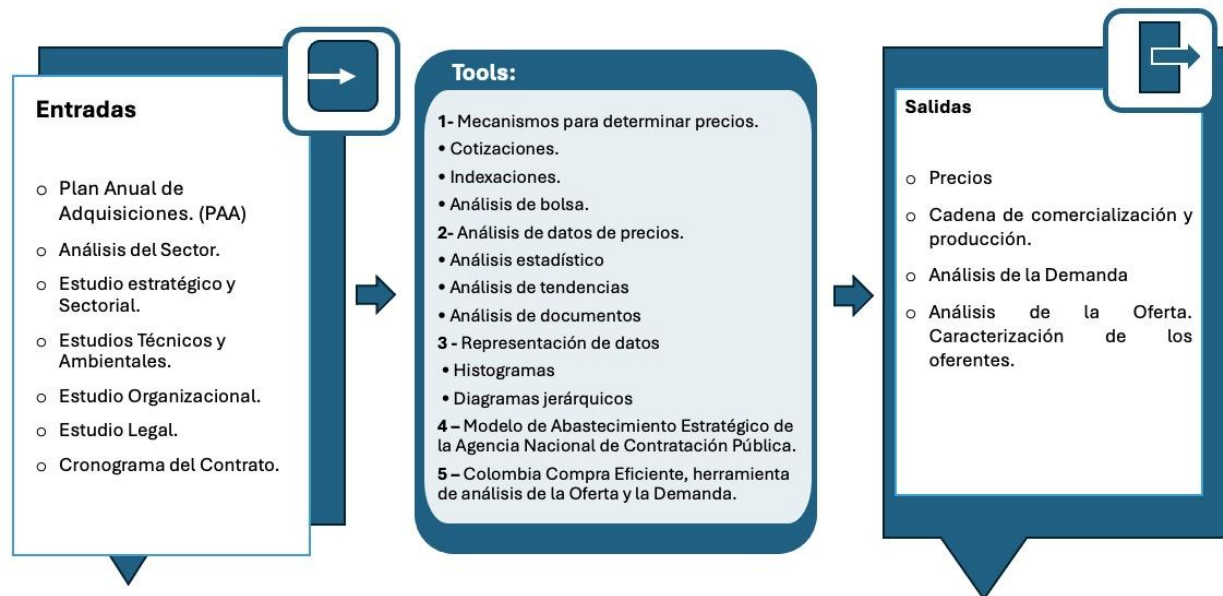 Entradas
o Plan Anual de
Adquisiciones. (PAA)
o Análisis del Sector.
o Estudio estratégico y
Sectorial.
o Estudios Técnicos y
Ambientales.
o Estudio Organizacional.
o Estudio Legal.
o Cronograma del Contrato.
Tools:
1- Mecanismos para determinar precios.
• Cotizaciones.
• Indexaciones.
• Análisis de bolsa.
2- Análisis de datos de precios.
• Análisis estadístico
• Análisis de tendencias
• Análisis de documentos
3 - Representación de datos
• Histogramas
• Diagramas jerárquicos
4 – Modelo de Abastecimiento Estratégico de
la Agencia Nacional de Contratación Pública.
5 – Colombia Compra Eficiente, herramienta
de análisis de la Oferta y la Demanda.
Salidas
o Precios
o Cadena de comercialización y
producción.
o Análisis de la Demanda
o Análisis de la Oferta.
Caracterización de los
oferentes.